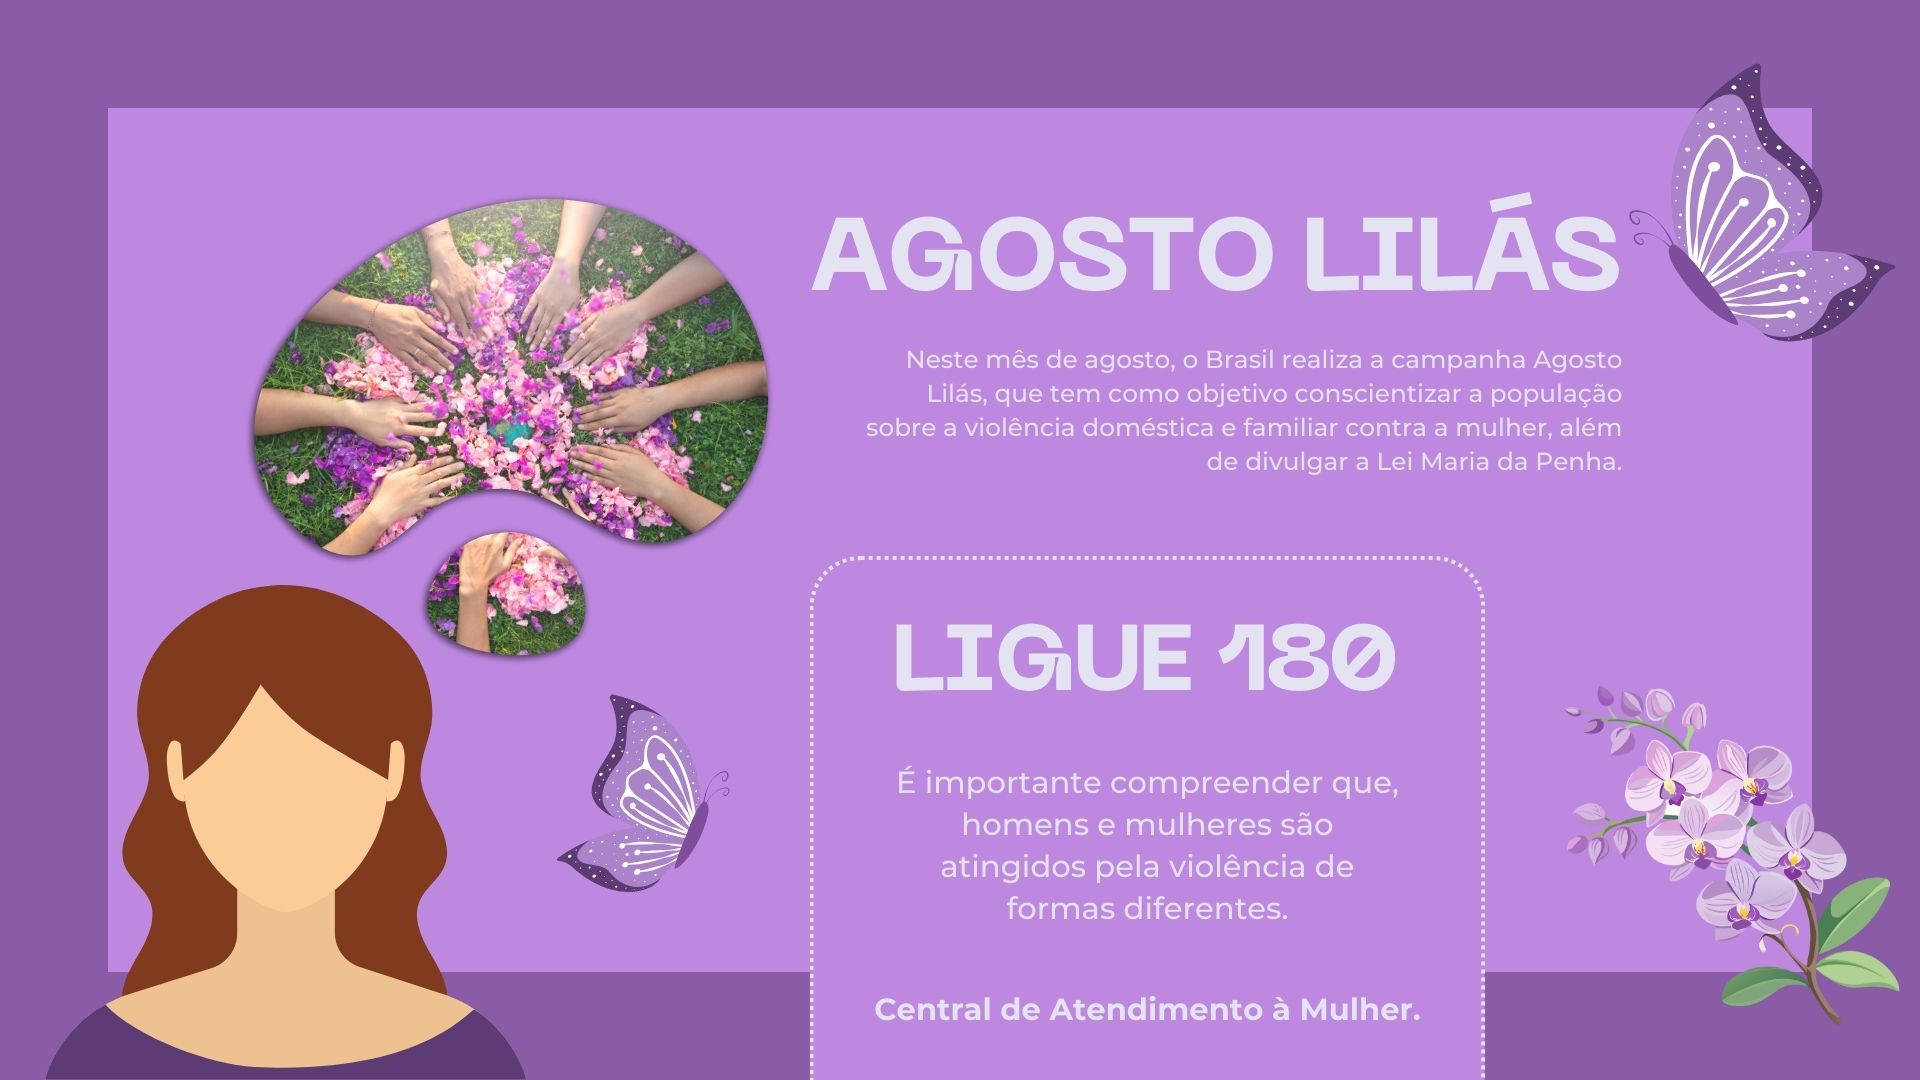 AGOSTO LILÁS
Neste mês de agosto, o Brasil realiza a campanha Agosto
Lilás, que tem como objetivo conscientizar a população
sobre a violência doméstica e familiar contra a mulher, além
de divulgar a Lei Maria da Penha.
LIGUE 180
É importante compreender que,
homens e mulheres são
atingidos pela violência de
formas diferentes.
Central de Atendimento à Mulher.